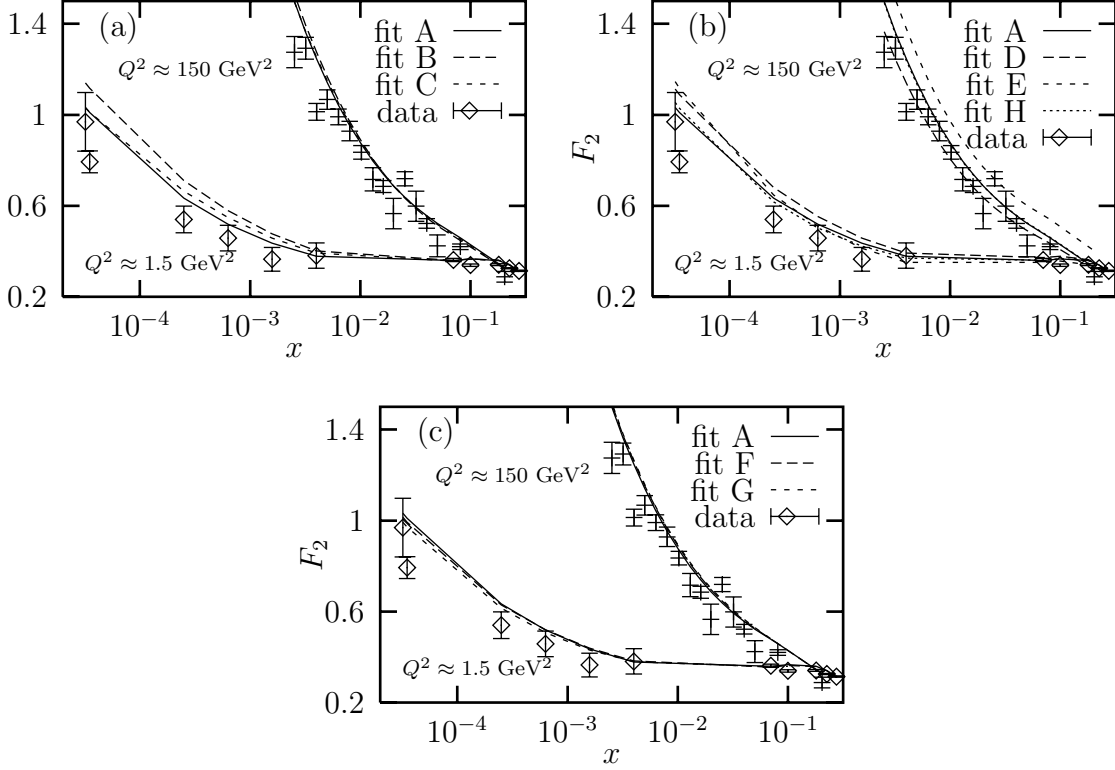 (a)
fit A
fit B
fit C
data
Q² ≈ 150 GeV²
Q² ≈ 1.5 GeV²
1.4
1
0.6
0.2
10⁻⁴ 10⁻³ 10⁻² 10⁻¹
x
(b)
fit A
fit D
fit E
fit H
data
Q² ≈ 150 GeV²
Q² ≈ 1.5 GeV²
F₂
1.4
1
0.6
0.2
10⁻⁴ 10⁻³ 10⁻² 10⁻¹
x
(c)
fit A
fit F
fit G
data
Q² ≈ 150 GeV²
Q² ≈ 1.5 GeV²
F₂
1.4
1
0.6
0.2
10⁻⁴ 10⁻³ 10⁻² 10⁻¹
x